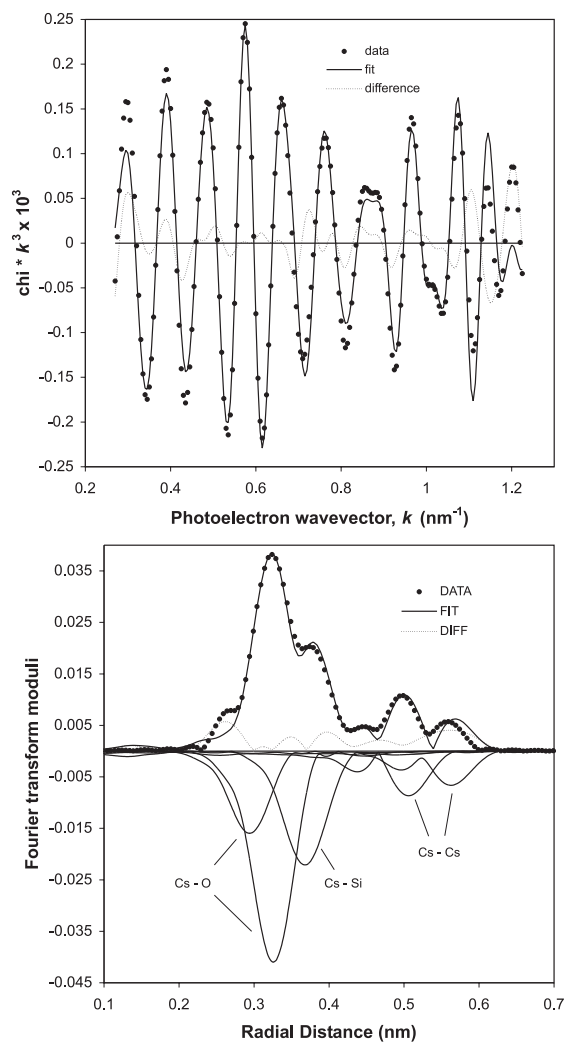 0.25
0.2
0.15
0.1
0.05
0
-0.05
-0.1
-0.15
-0.2
-0.25
chi * k³ x 10³
data
fit
difference
0.2 0.4 0.6 0.8 1 1.2
Photoelectron wavevector, k (nm⁻¹)
0.035
0.025
0.015
0.005
-0.005
-0.015
-0.025
-0.035
-0.045
Fourier transform moduli
DATA
FIT
DIFF
Cs - O
Cs - Si
Cs - Cs
0.1 0.2 0.3 0.4 0.5 0.6 0.7
Radial Distance (nm)